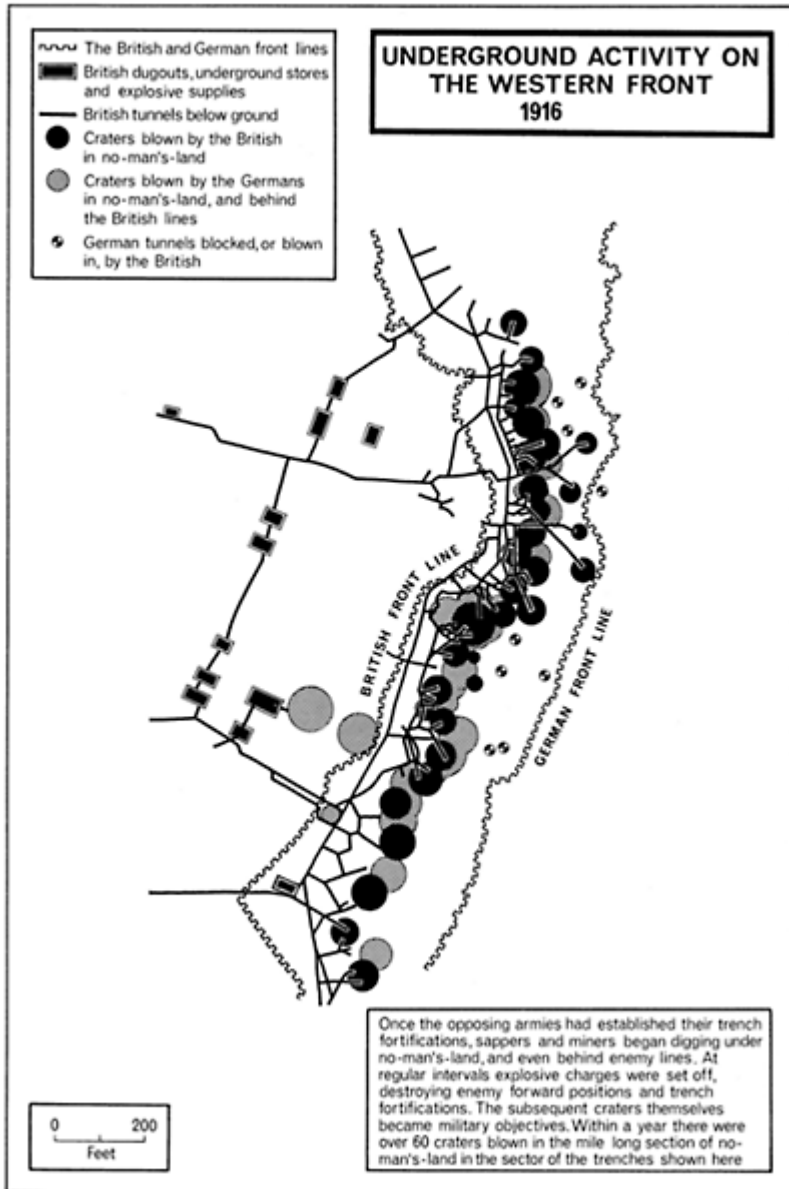 The British and German front lines
British dugouts, underground stores
and explosive supplies
British tunnels below ground
Craters blown by the British
in no-man's-land
Craters blown by the Germans
in no-man's-land, and behind
the British lines
German tunnels blocked, or blown
in, by the British
UNDERGROUND ACTIVITY ON
THE WESTERN FRONT
1916
BRITISH FRONT LINE
GERMAN FRONT LINE
0 200
Feet
Once the opposing armies had established their trench
fortifications, sappers and miners began digging under
no-man's-land, and even behind enemy lines. At
regular intervals explosive charges were set off,
destroying enemy forward positions and trench
fortifications. The subsequent craters themselves
became military objectives. Within a year there were
over 60 craters blown in the mile long section of no-
man's-land in the sector of the trenches shown here